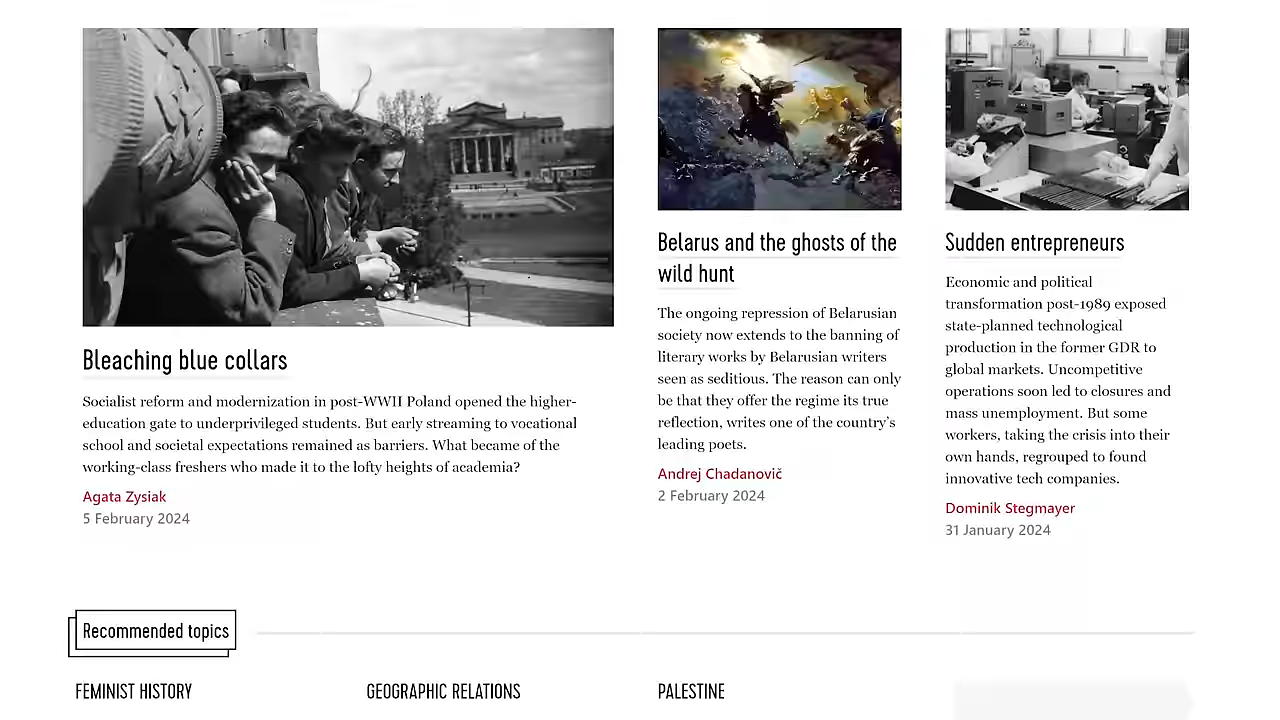 Bleaching blue collars
Socialist reform and modernization in post-WWII Poland opened the higher-
education gate to underprivileged students. But early streaming to vocational
school and societal expectations remained as barriers. What became of the
working-class freshers who made it to the lofty heights of academia?
Agata Zysiak
5 February 2024
Belarus and the ghosts of the
wild hunt
The ongoing repression of Belarusian
society now extends to the banning of
literary works by Belarusian writers
seen as seditious. The reason can only
be that they offer the regime its true
reflection, writes one of the country's
leading poets.
Andrej Chadanovič
2 February 2024
Sudden entrepreneurs
Economic and political
transformation post-1989 exposed
state-planned technological
production in the former GDR to
global markets. Uncompetitive
operations soon led to closures and
mass unemployment. But some
workers, taking the crisis into their
own hands, regrouped to found
innovative tech companies.
Dominik Stegmayer
31 January 2024
Recommended topics
FEMINIST HISTORY
GEOGRAPHIC RELATIONS
PALESTINE